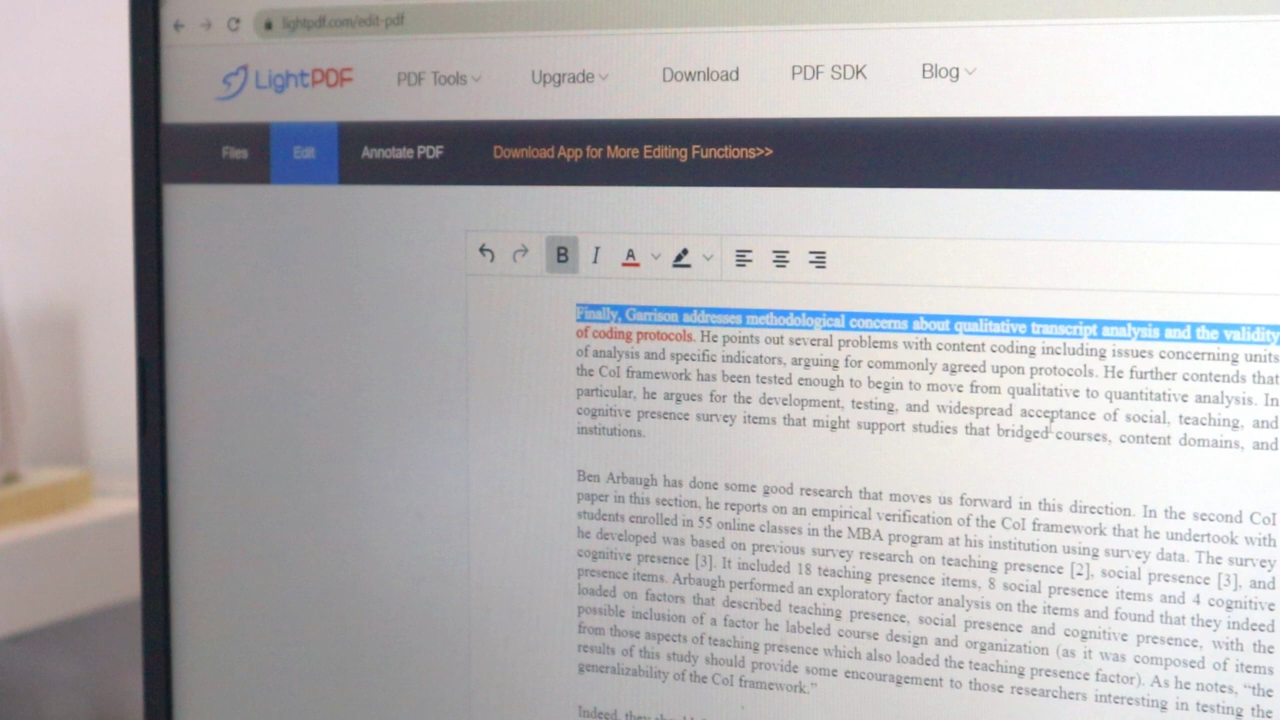 lightpdf.com/edit-pdf
LightPDF PDF Tools Upgrade Download PDF SDK Blog
Files Edit Annotate PDF Download App for More Editing Functions>>
B I A
Finally, Garrison addresses methodological concerns about qualitative transcript analysis and the validity
of coding protocols. He points out several problems with content coding including issues concerning units
of analysis and specific indicators, arguing for commonly agreed upon protocols. He further contends that
the CoI framework has been tested enough to begin to move from qualitative to quantitative analysis. In
particular, he argues for the development, testing, and widespread acceptance of social, teaching, and
cognitive presence survey items that might support studies that bridged courses, content domains, and
institutions.
Ben Arbaugh has done some good research that moves us forward in this direction. In the second CoI
paper in this section, he reports on an empirical verification of the CoI framework that he undertook with
students enrolled in 55 online classes in the MBA program at his institution using survey data. The survey
he developed was based on previous survey research on teaching presence [2], social presence [3], and
cognitive presence [3]. It included 18 teaching presence items, 8 social presence items and 4 cognitive
presence items. Arbaugh performed an exploratory factor analysis on the items and found that they indeed
loaded on factors that described teaching presence, social presence and cognitive presence, with the
possible inclusion of a factor he labeled course design and organization (as it was composed of items
from those aspects of teaching presence which also loaded the teaching presence factor). As he notes, “the
results of this study should provide some encouragement to those researchers interesting in testing the
generalizability of the CoI framework.”
Indeed, they